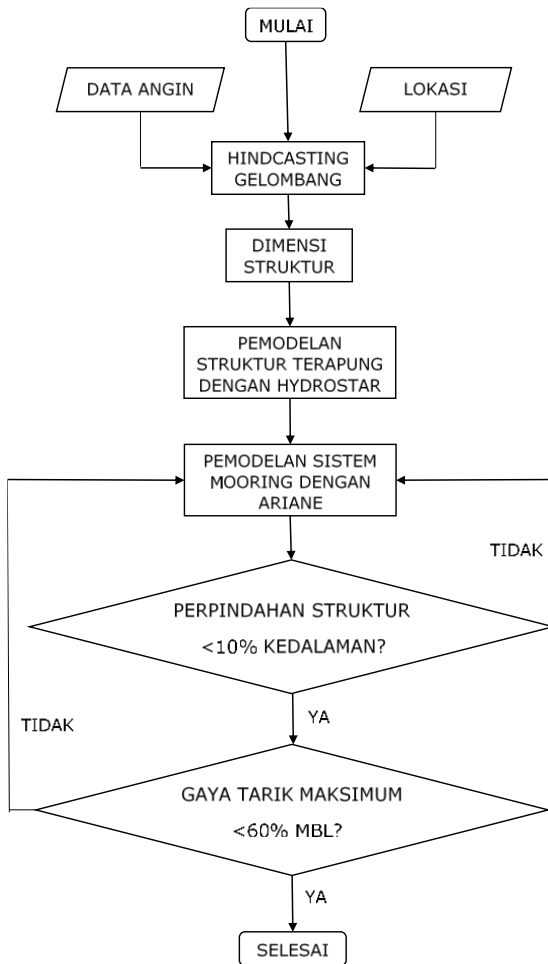 MULAI
DATA ANGIN
LOKASI
HINDCASTING
GELOMBANG
DIMENSI
STRUKTUR
PEMODELAN
STRUKTUR TERAPUNG
DENGAN HYDROSTAR
PEMODELAN SISTEM
MOORING DENGAN
ARIANE
TIDAK
PERPINDAHAN STRUKTUR
<10% KEDALAMAN?
YA
TIDAK
GAYA TARIK MAKSIMUM
<60% MBL?
YA
SELESAI